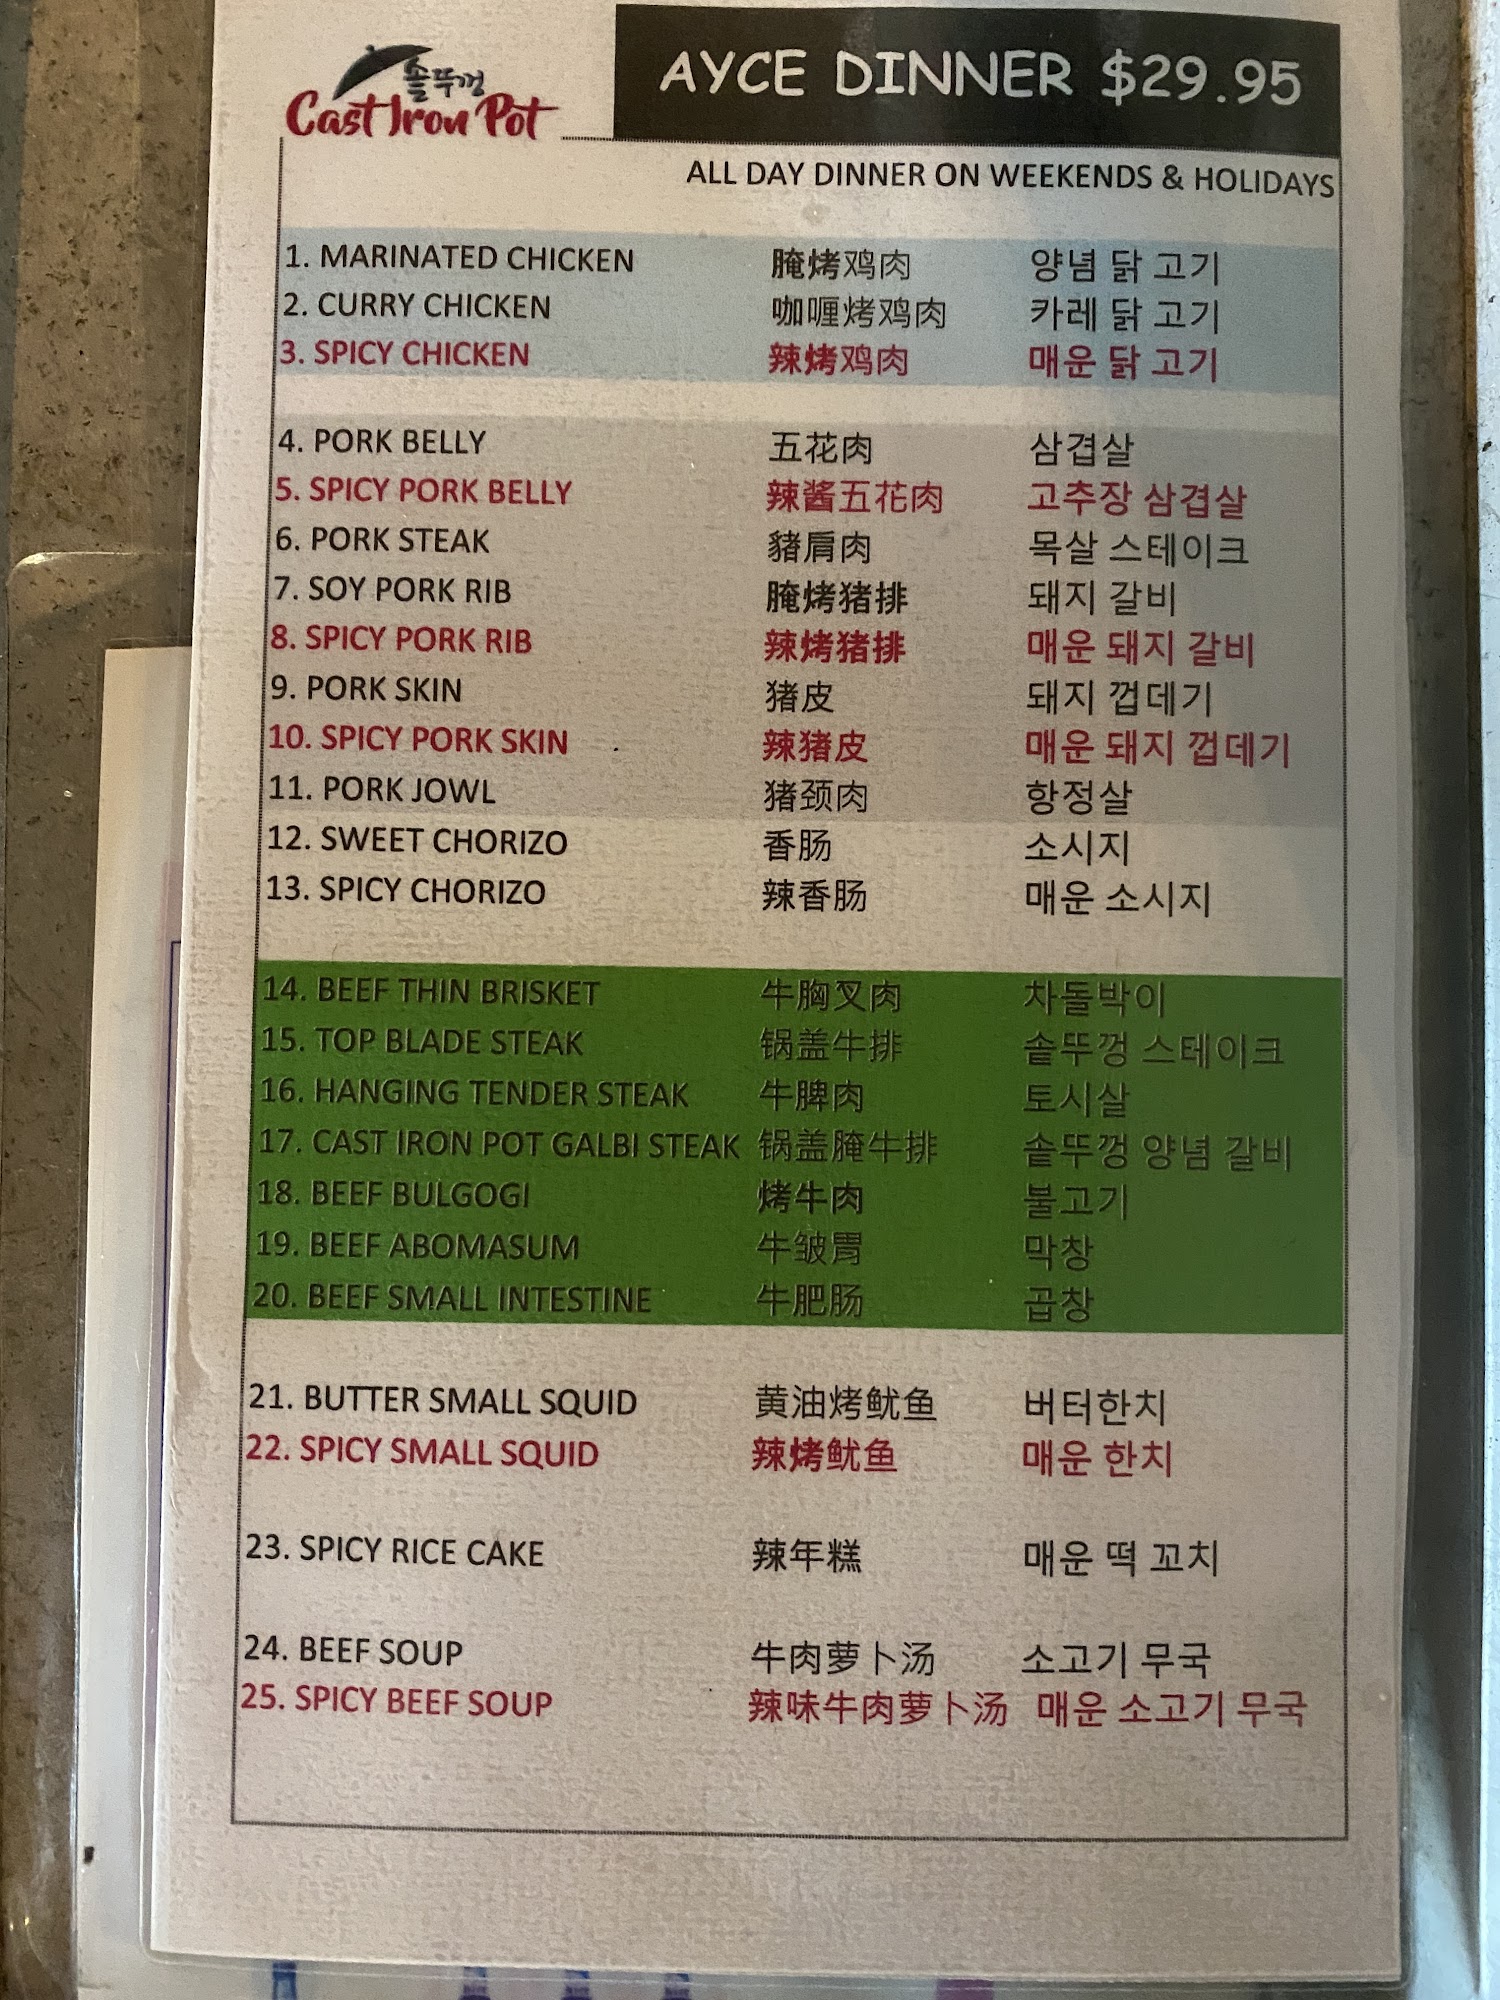 솥뚜껑
Cast Iron Pot
AYCE DINNER $29.95
ALL DAY DINNER ON WEEKENDS & HOLIDAYS
1. MARINATED CHICKEN 腌烤鸡肉 양념 닭 고기
2. CURRY CHICKEN 咖喱烤鸡肉 카레 닭 고기
3. SPICY CHICKEN 辣烤鸡肉 매운 닭 고기
4. PORK BELLY 五花肉 삼겹살
5. SPICY PORK BELLY 辣酱五花肉 고추장 삼겹살
6. PORK STEAK 豬肩肉 목살 스테이크
7. SOY PORK RIB 腌烤猪排 돼지 갈비
8. SPICY PORK RIB 辣烤猪排 매운 돼지 갈비
9. PORK SKIN 猪皮 돼지 껍데기
10. SPICY PORK SKIN 辣猪皮 매운 돼지 껍데기
11. PORK JOWL 猪颈肉 항정살
12. SWEET CHORIZO 香肠 소시지
13. SPICY CHORIZO 辣香肠 매운 소시지
14. BEEF THIN BRISKET 牛胸叉肉 차돌박이
15. TOP BLADE STEAK 锅盖牛排 솥뚜껑 스테이크
16. HANGING TENDER STEAK 牛脾肉 토시살
17. CAST IRON POT GALBI STEAK 锅盖腌牛排 솥뚜껑 양념 갈비
18. BEEF BULGOGI 烤牛肉 불고기
19. BEEF ABOMASUM 牛皱胃 막창
20. BEEF SMALL INTESTINE 牛肥肠 곱창
21. BUTTER SMALL SQUID 黄油烤鱿鱼 버터한치
22. SPICY SMALL SQUID 辣烤鱿鱼 매운 한치
23. SPICY RICE CAKE 辣年糕 매운 떡 꼬치
24. BEEF SOUP 牛肉萝卜汤 소고기 무국
25. SPICY BEEF SOUP 辣味牛肉萝卜汤 매운 소고기 무국